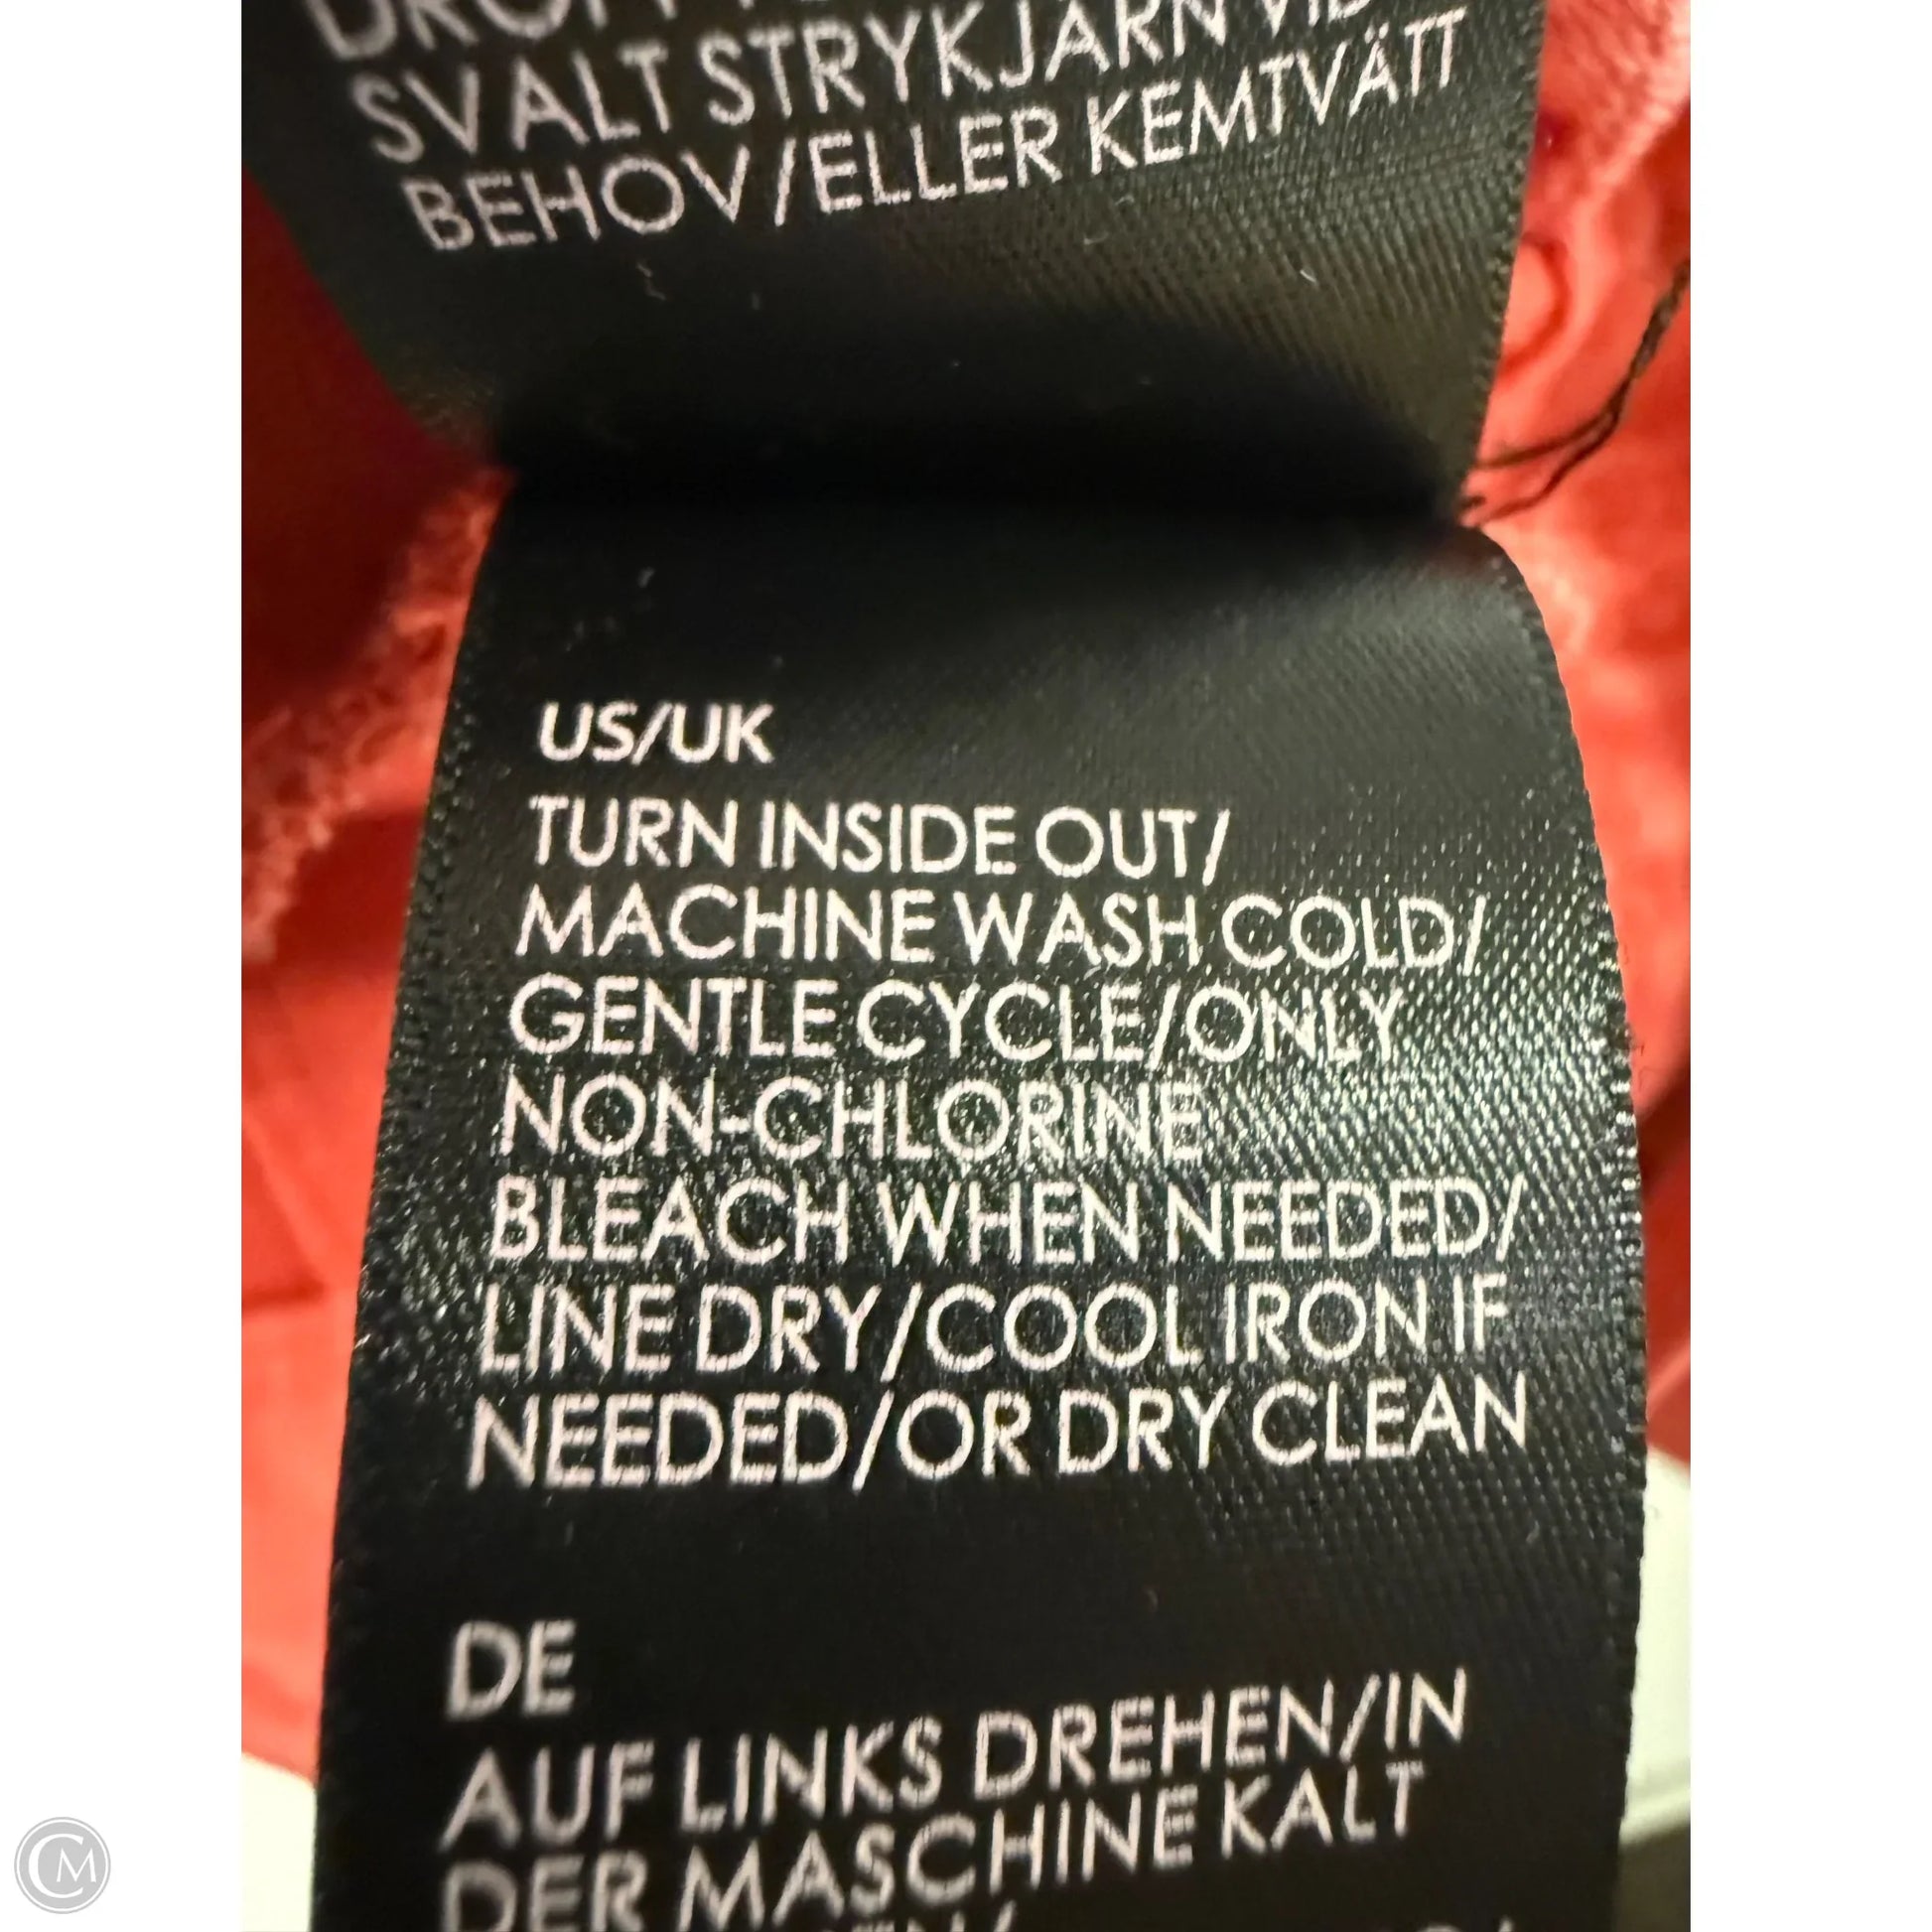 SVALT STRYKJÄRN VID
BEHOV/ELLER KEMTVÄTT
US/UK
TURN INSIDE OUT/
MACHINE WASH COLD/
GENTLE CYCLE/ONLY
NON-CHLORINE
BLEACH WHEN NEEDED/
LINE DRY/COOL IRON IF
NEEDED/OR DRY CLEAN
DE
AUF LINKS DREHEN/IN
DER MASCHINE KALT
CM